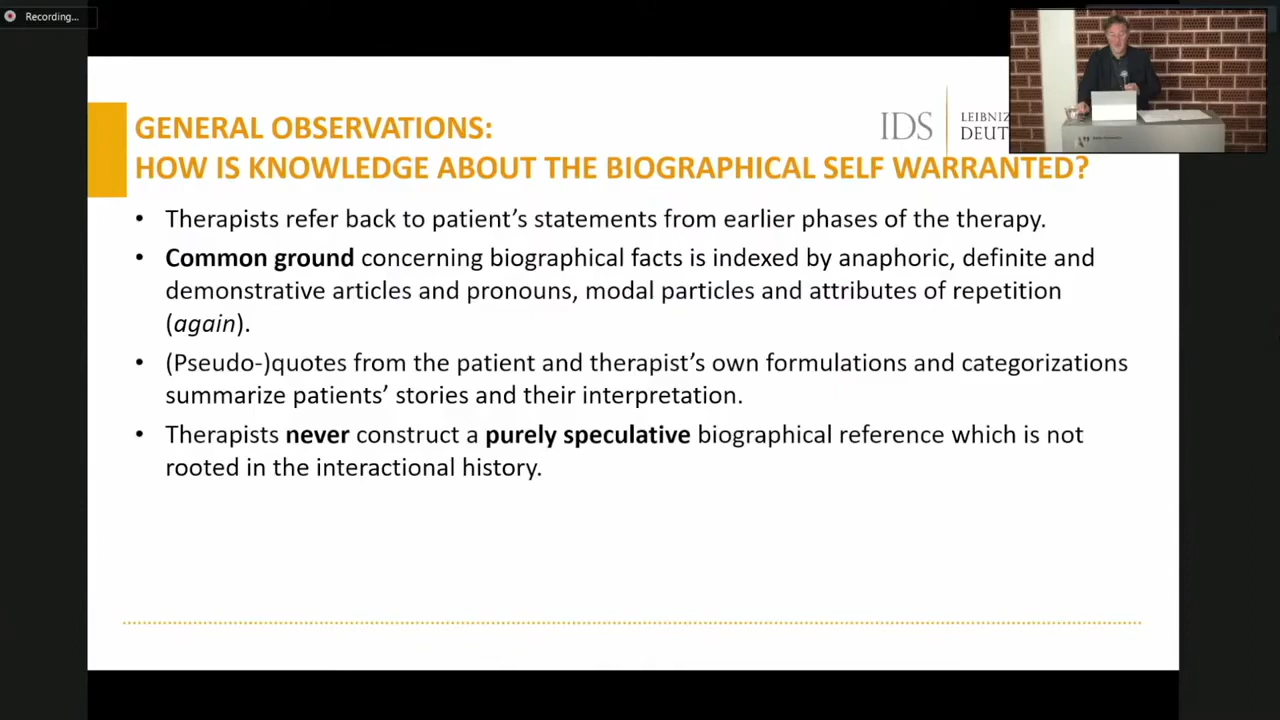 Recording...
GENERAL OBSERVATIONS:
HOW IS KNOWLEDGE ABOUT THE BIOGRAPHICAL SELF WARRANTED?
IDS
LEIBNIZ
DEUT
• Therapists refer back to patient’s statements from earlier phases of the therapy.
• Common ground concerning biographical facts is indexed by anaphoric, definite and
demonstrative articles and pronouns, modal particles and attributes of repetition
(again).
• (Pseudo-)quotes from the patient and therapist’s own formulations and categorizations
summarize patients’ stories and their interpretation.
• Therapists never construct a purely speculative biographical reference which is not
rooted in the interactional history.